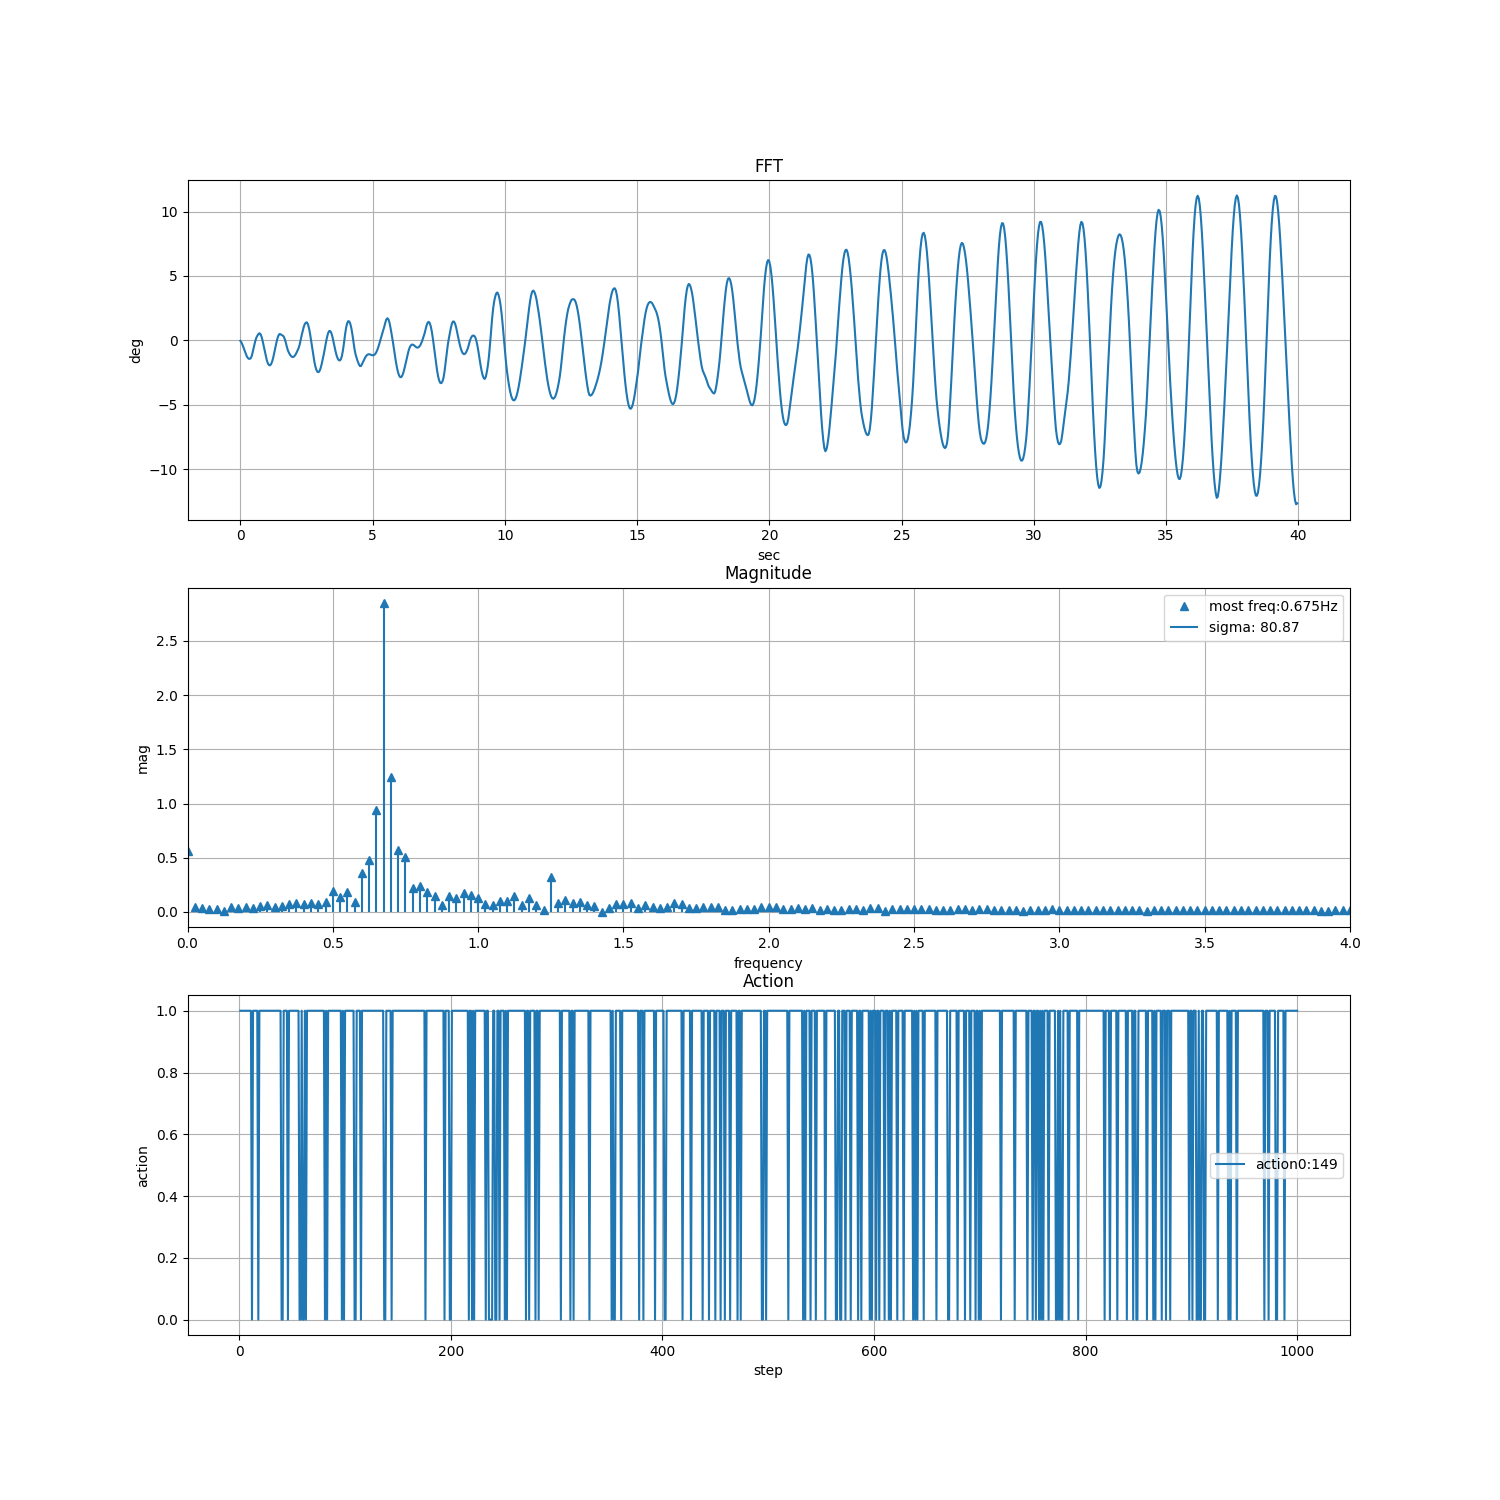 FFT
10
5
0
−5
−10
deg
0 5 10 15 20 25 30 35 40
sec
Magnitude
most freq:0.675Hz
sigma: 80.87
2.5
2.0
1.5
1.0
0.5
0.0
mag
0.0 0.5 1.0 1.5 2.0 2.5 3.0 3.5 4.0
frequency
Action
1.0
0.8
0.6
0.4
0.2
0.0
action
action0:149
0 200 400 600 800 1000
step